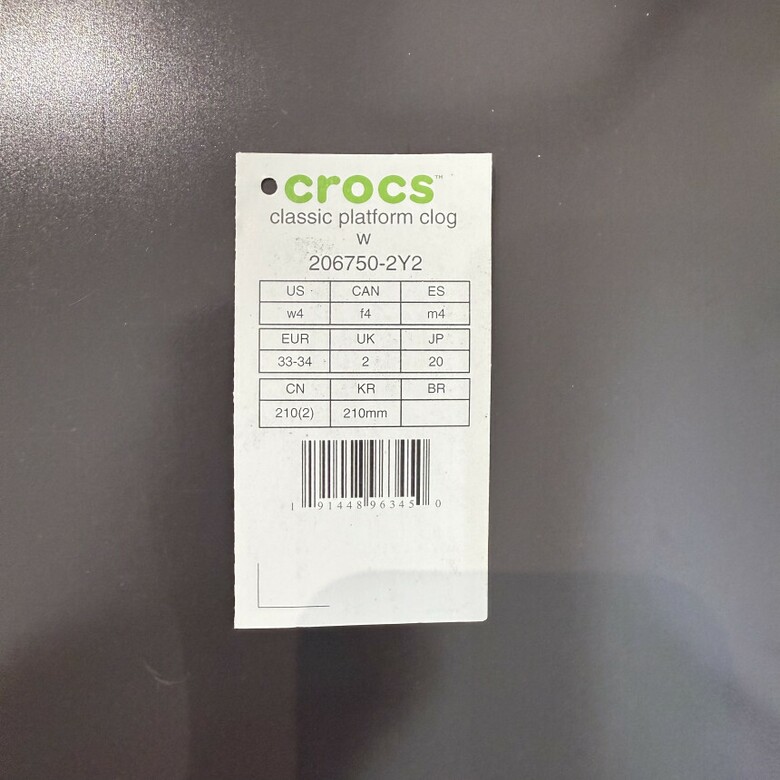 crocs™
classic platform clog
w
206750-2Y2
US CAN ES
w4 f4 m4
EUR UK JP
33-34 2 20
CN KR BR
210(2) 210mm
1 91448 96345 0